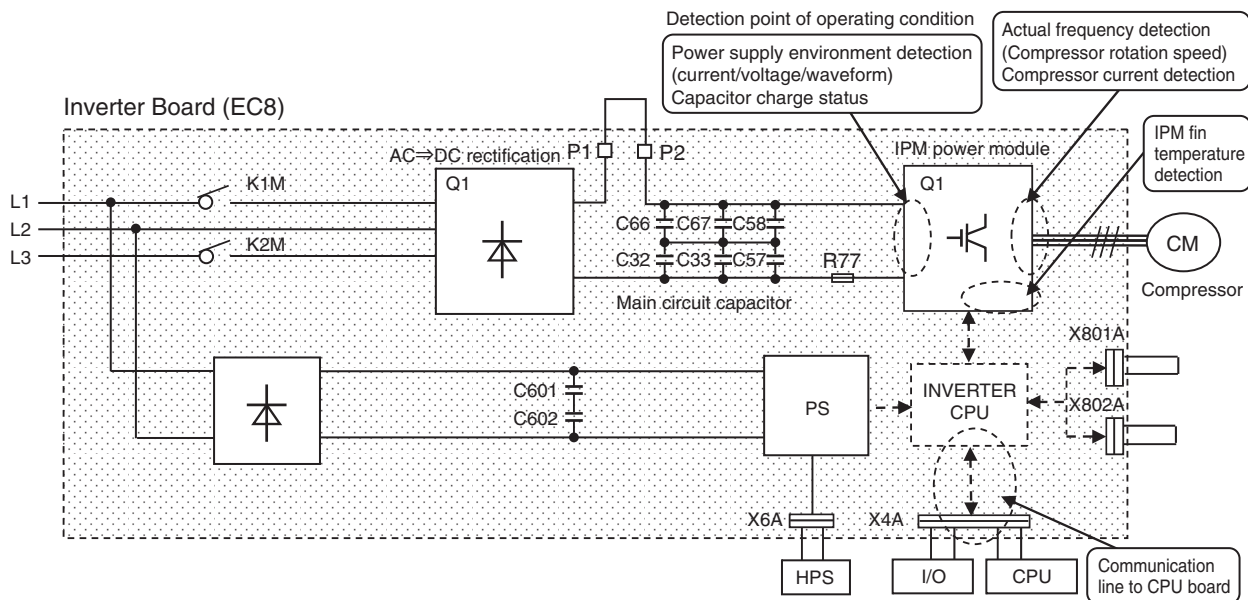 Detection point of operating condition
Power supply environment detection
(current/voltage/waveform)
Capacitor charge status
Actual frequency detection
(Compressor rotation speed)
Compressor current detection
Inverter Board (EC8)
IPM fin
temperature
detection
AC⇒DC rectification
P1
P2
IPM power module
Q1
Q1
K1M
L1
L2
L3
K2M
C66
C67
C58
C32
C33
C57
R77
Main circuit capacitor
CM
Compressor
X801A
X802A
C601
C602
PS
INVERTER
CPU
X6A
X4A
HPS
I/O
CPU
Communication
line to CPU board